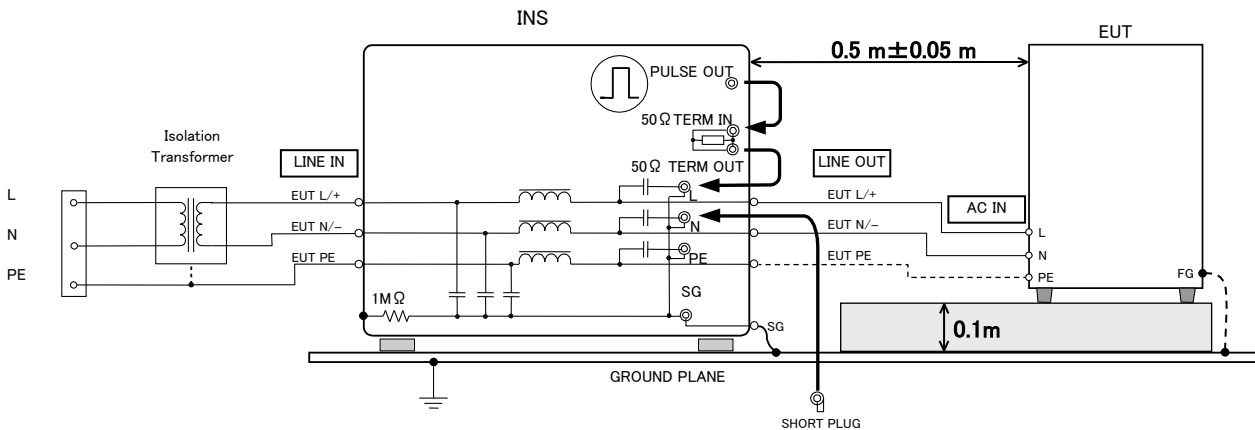 INS
EUT
0.5 m±0.05 m
PULSE OUT
50Ω TERM IN
Isolation
Transformer
LINE IN
50Ω TERM OUT
LINE OUT
L
EUT L/+
L
EUT L/+
AC IN
N
EUT N/−
N
EUT N/−
L
N
PE
EUT PE
PE
EUT PE
PE
FG
1MΩ
SG
SG
0.1m
GROUND PLANE
SHORT PLUG